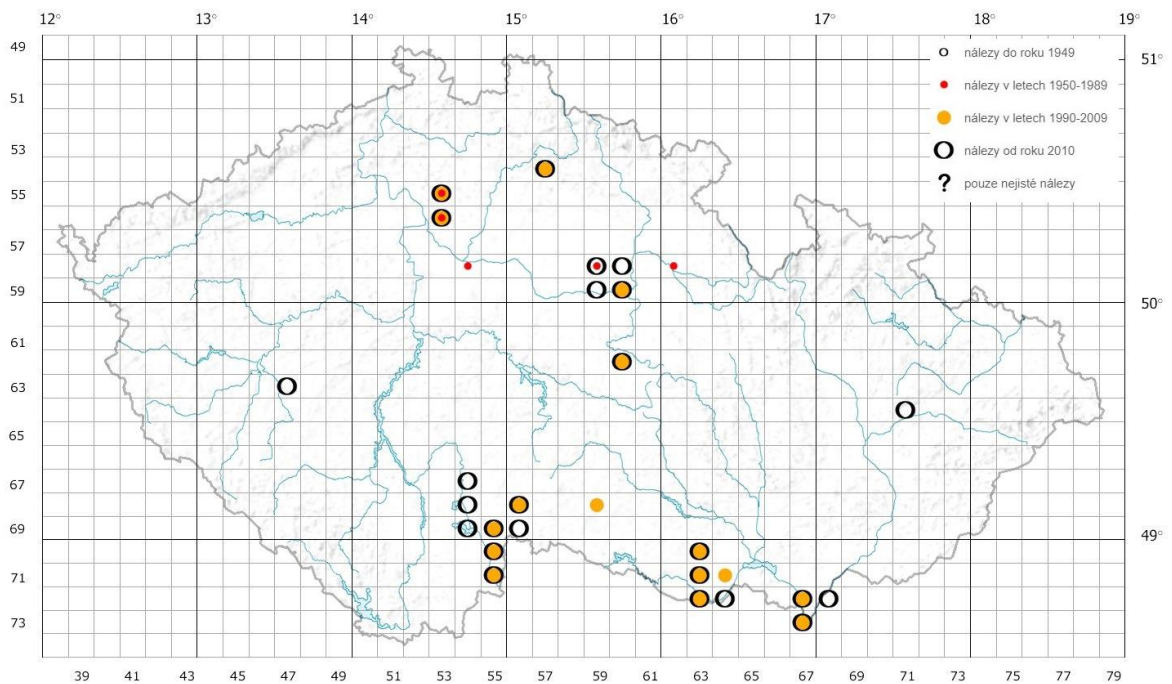 12° 13° 14° 15° 16° 17° 18° 19°
49 51°
51
53
55
57
59 50°
61
63
65
67
69 49°
71
73
39 41 43 45 47 49 51 53 55 57 59 61 63 65 67 69 71 73 75 77 79
nálezy do roku 1949
nálezy v letech 1950-1989
nálezy v letech 1990-2009
nálezy od roku 2010
? pouze nejisté nálezy